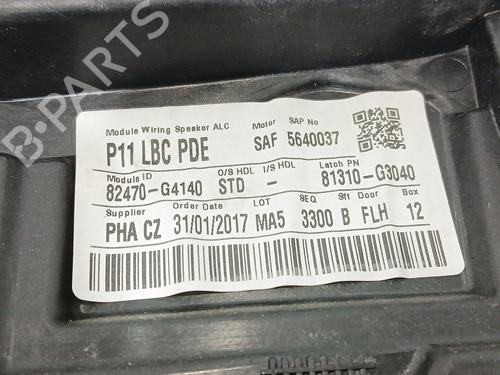 B-PARTS
Module Wiring Speaker ALC Motor SAP No
P11 LBC PDE SAF 5640037
Module ID O/S HDL I/S HDL Latch PN
82470-G4140 STD - 81310-G3040
Supplier Order Date LOT SEQ Sft Door Box
PHA CZ 31/01/2017 MA5 3300 B FLH 12